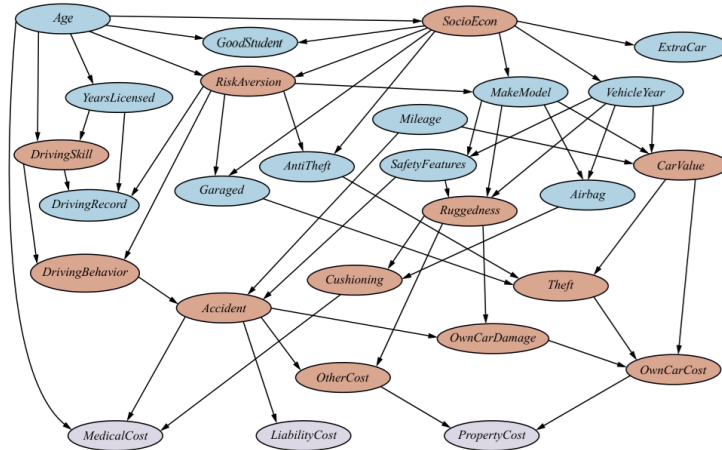 Age
SocioEcon
GoodStudent
ExtraCar
RiskAversion
YearsLicensed
MakeModel
VehicleYear
Mileage
DrivingSkill
AntiTheft
SafetyFeatures
CarValue
Garaged
Airbag
DrivingRecord
Ruggedness
DrivingBehavior
Cushioning
Theft
Accident
OwnCarDamage
OtherCost
OwnCarCost
MedicalCost
LiabilityCost
PropertyCost